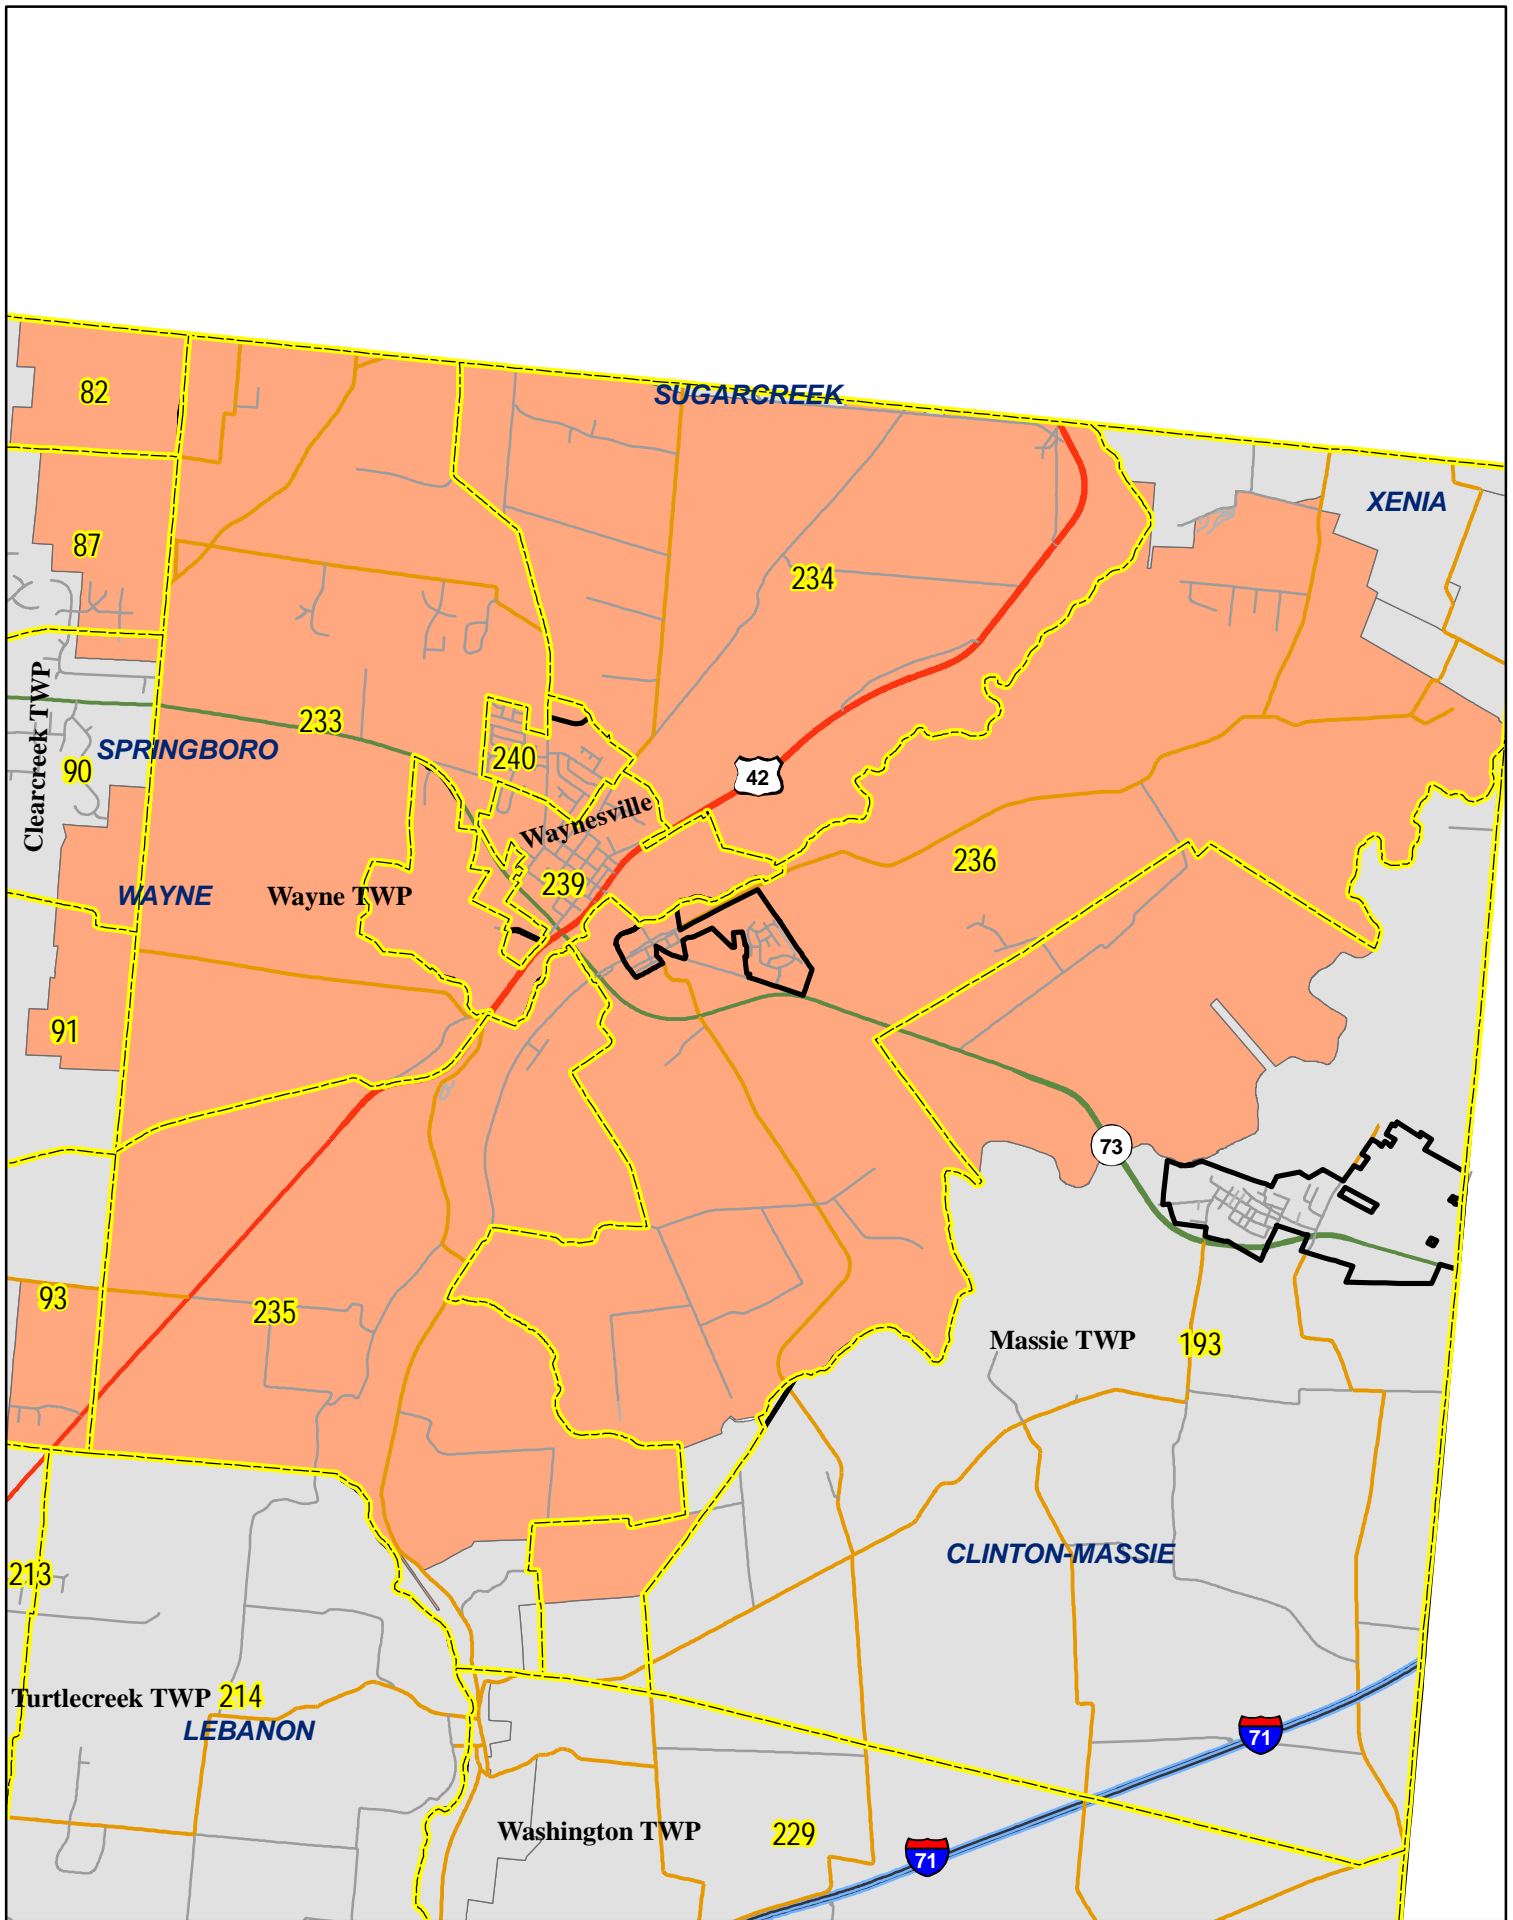 82
SUGARCREEK
XENIA
87
234
Clearcreek TWP
233
SPRINGBORO
240
90
42
Waynesville
236
239
WAYNE
Wayne TWP
91
73
93
235
Massie TWP
193
CLINTON-MASSIE
213
Turtlecreek TWP
214
LEBANON
71
Washington TWP
229
71